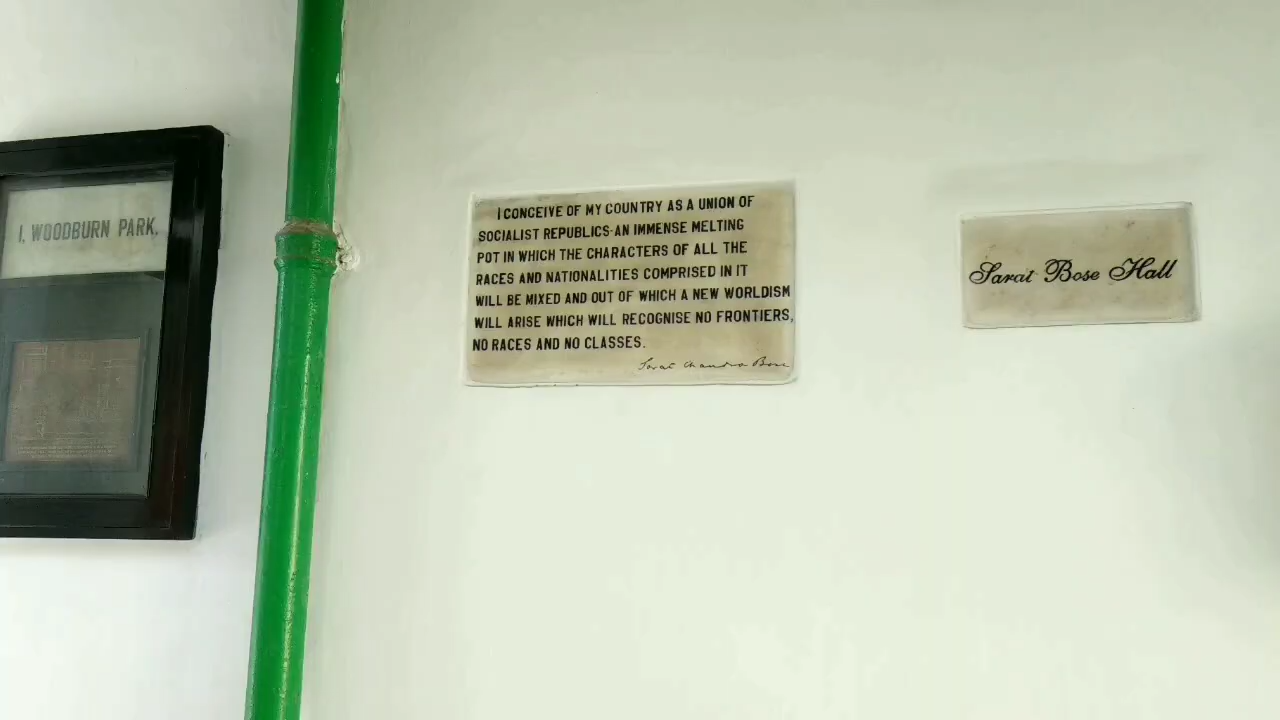 1, WOODBURN PARK,
I CONCEIVE OF MY COUNTRY AS A UNION OF
SOCIALIST REPUBLICS-AN IMMENSE MELTING
POT IN WHICH THE CHARACTERS OF ALL THE
RACES AND NATIONALITIES COMPRISED IN IT
WILL BE MIXED AND OUT OF WHICH A NEW WORLDISM
WILL ARISE WHICH WILL RECOGNISE NO FRONTIERS,
NO RACES AND NO CLASSES.
Sarat Chandra Bose
Sarat Bose Hall